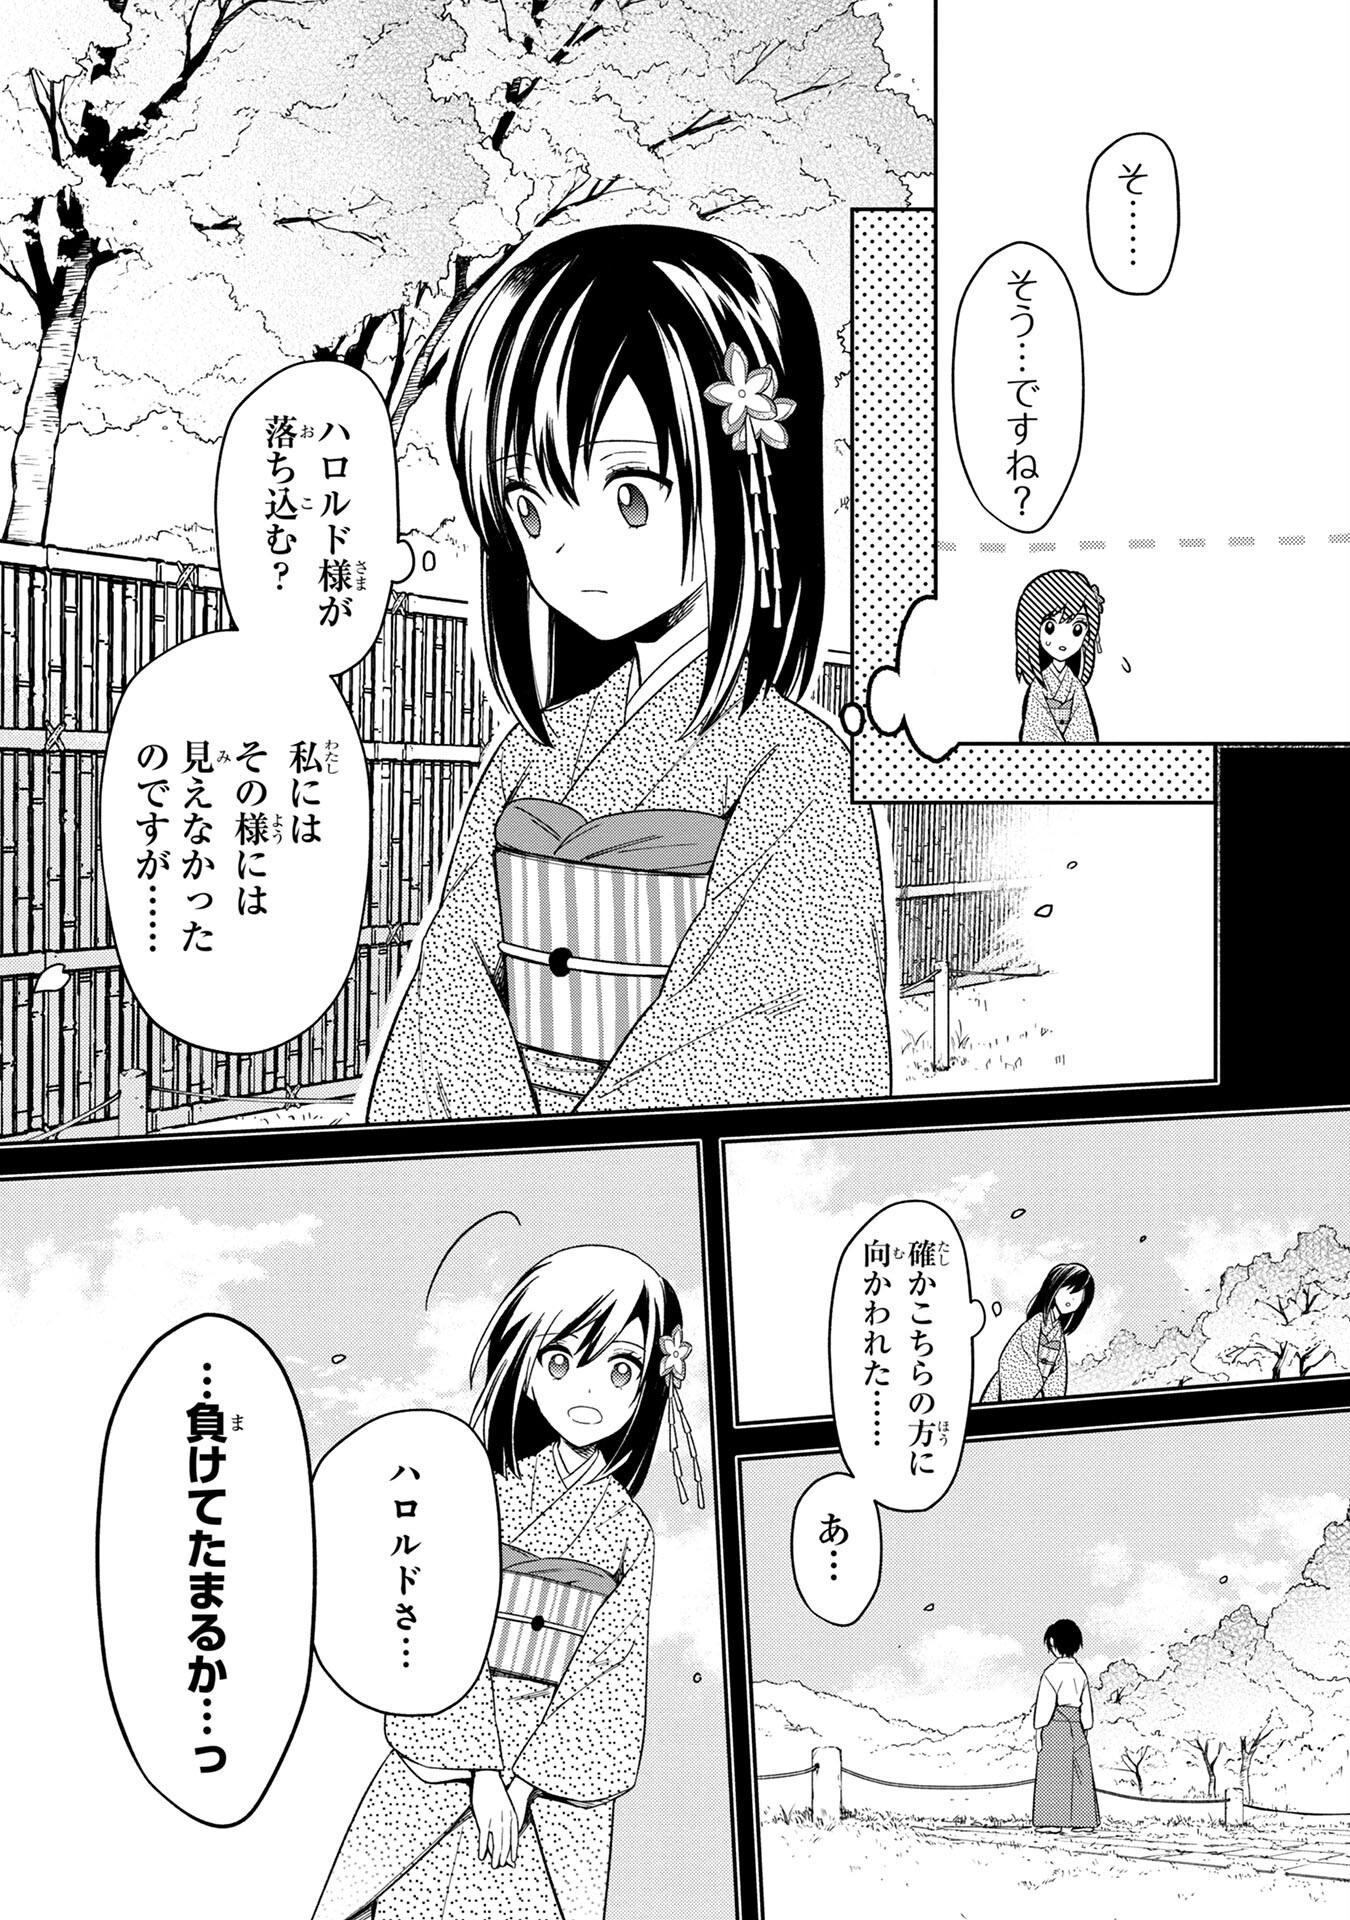 そ……
そう…ですね？
ハロルド様が
落ち込む？
私には
その様には
見えなかった
のですが……
確かこちらの方に
向かわれた……
あ…
ハロルドさ…
…負けてたまるか…っ